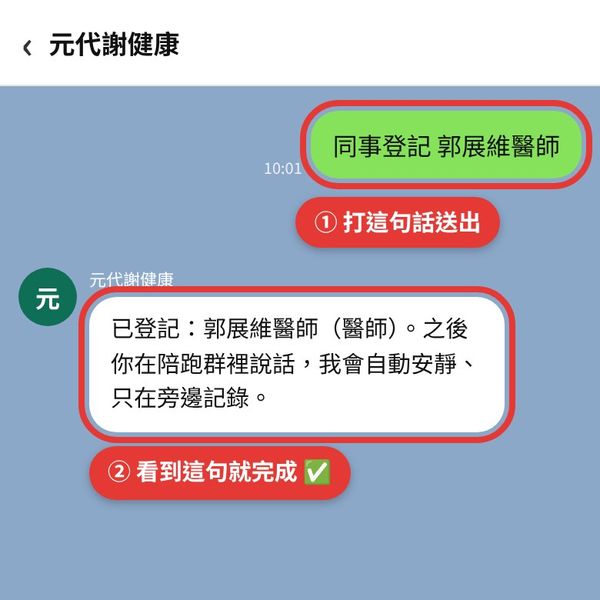 元代謝健康
同事登記 郭展維醫師
10:01
① 打這句話送出
元
元代謝健康
已登記：郭展維醫師（醫師）。之後
你在陪跑群裡說話，我會自動安靜、
只在旁邊記錄。
② 看到這句就完成 ✅